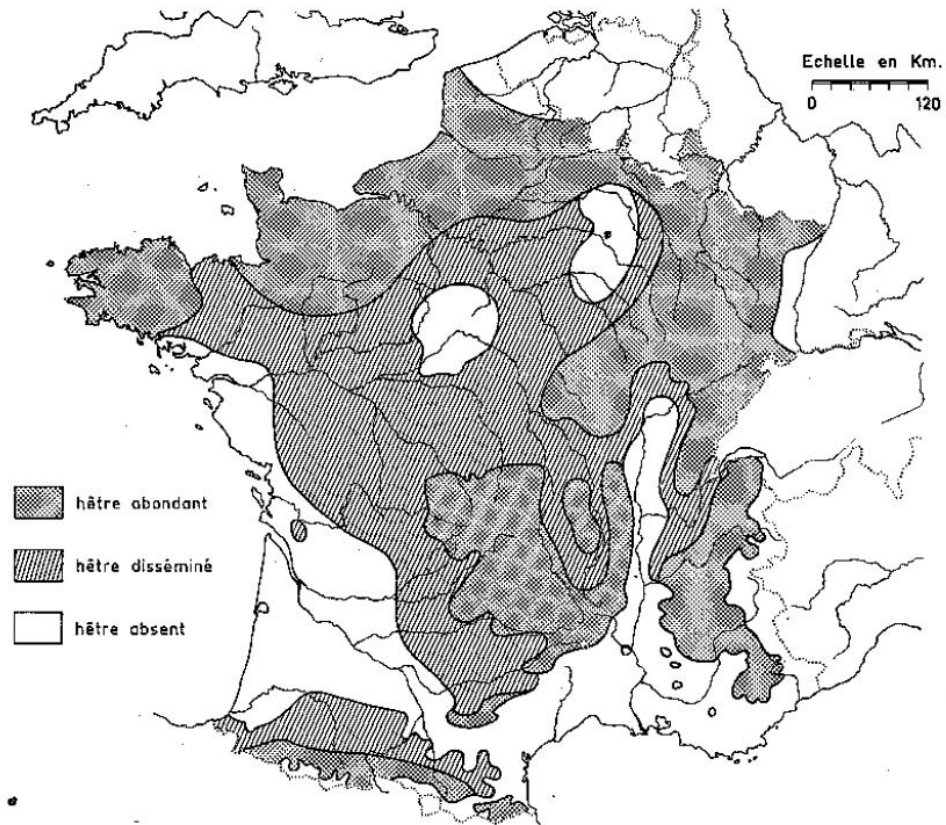 Echelle en Km.
0 120
hêtre abondant
hêtre disséminé
hêtre absent